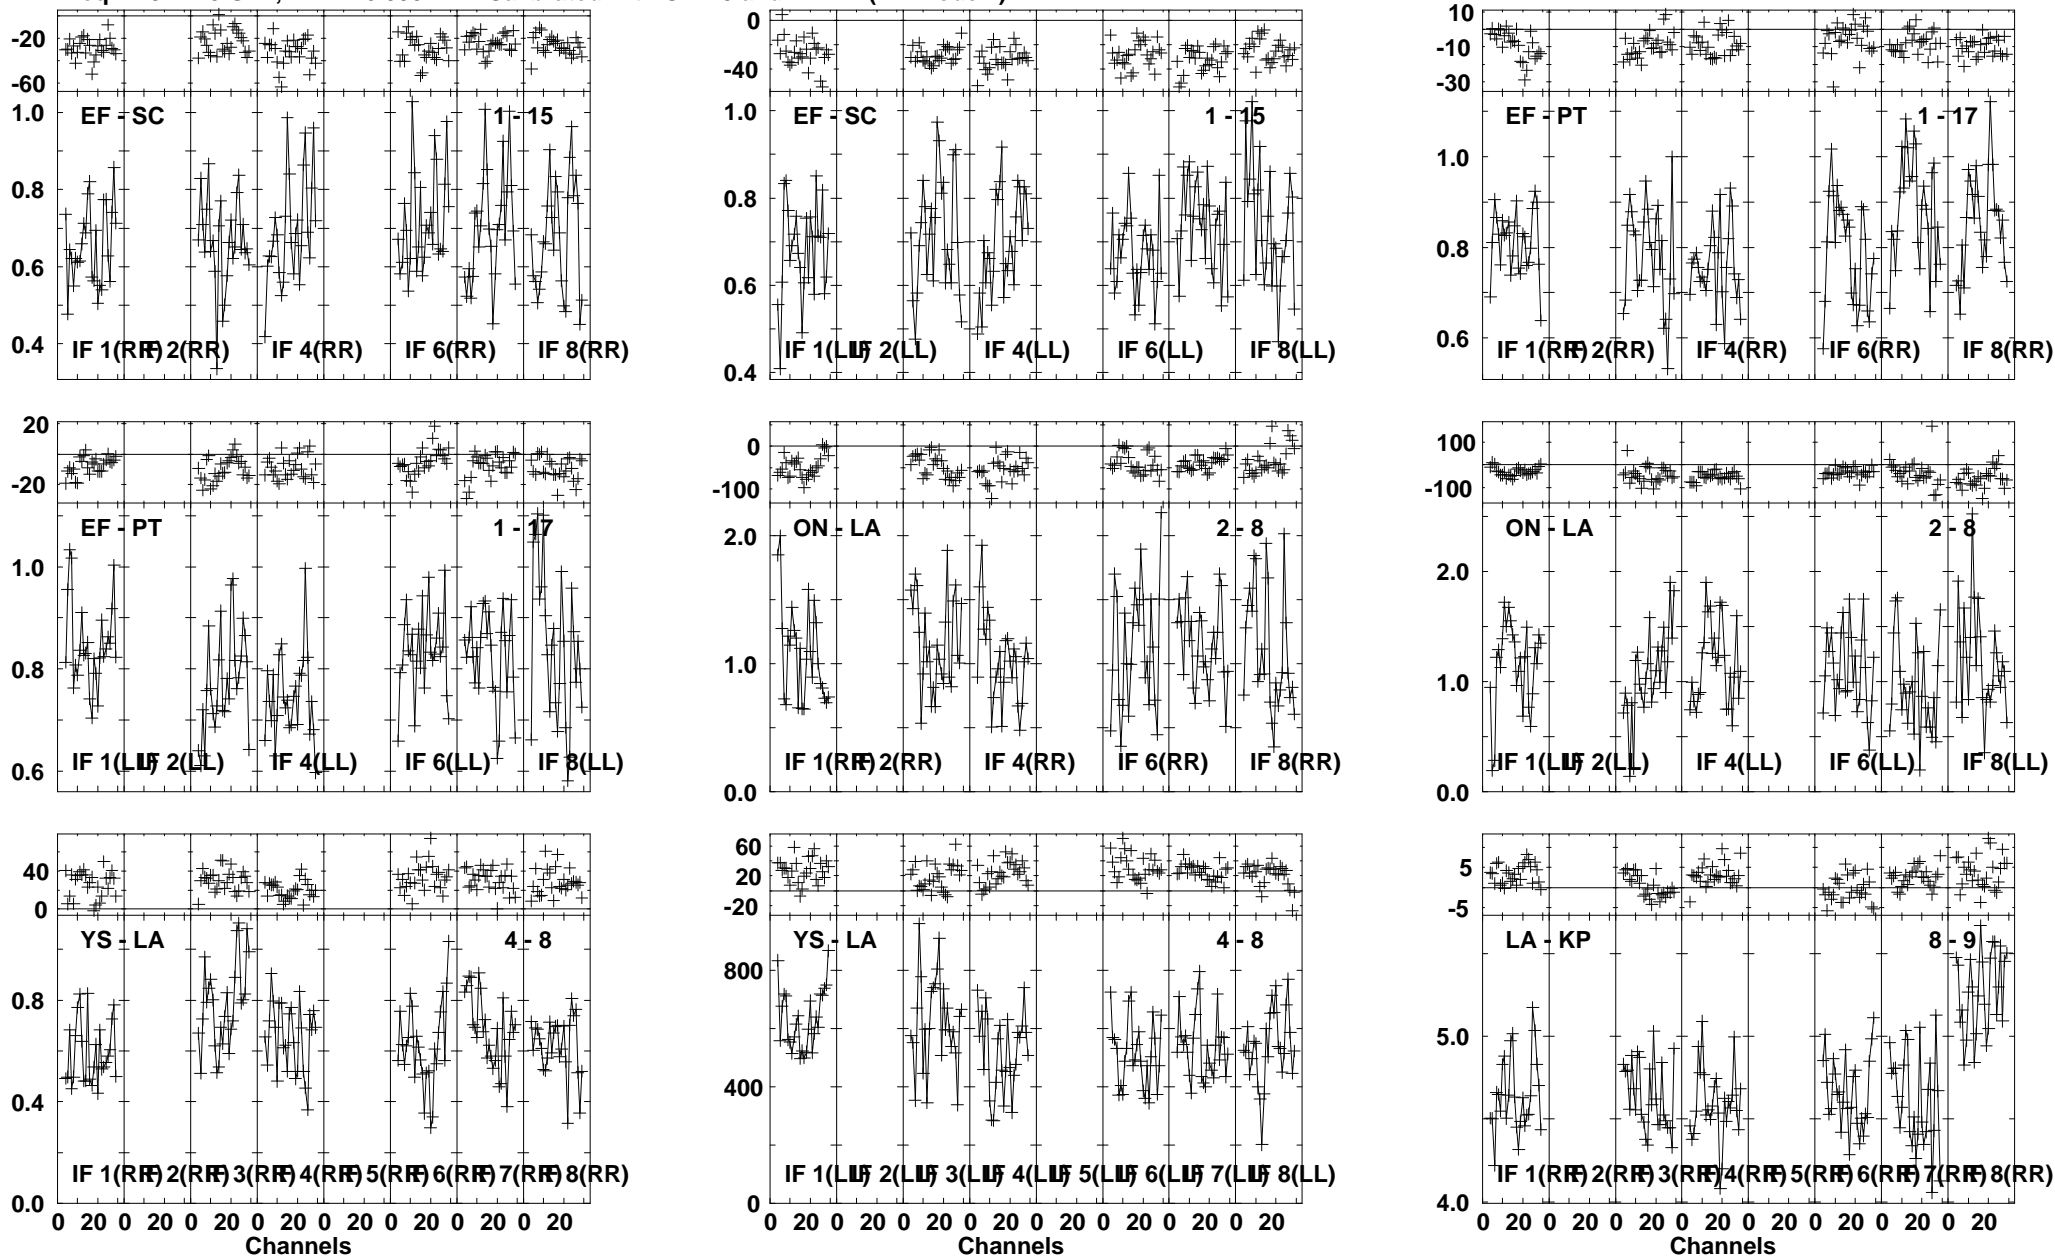 -20
-60
1.0
0.8
0.6
0.4
EF - SC
1 - 15
IF 1(RR)
IF 2(RR)
IF 4(RR)
IF 6(RR)
IF 8(RR)
0
-40
1.0
0.8
0.6
0.4
EF - SC
1 - 15
IF 1(LL)
IF 2(LL)
IF 4(LL)
IF 6(LL)
IF 8(LL)
10
-10
-30
1.0
0.8
0.6
EF - PT
1 - 17
IF 1(RR)
IF 2(RR)
IF 4(RR)
IF 6(RR)
IF 8(RR)
20
-20
1.0
0.8
0.6
EF - PT
1 - 17
IF 1(LL)
IF 2(LL)
IF 4(LL)
IF 6(LL)
IF 8(LL)
0
-100
2.0
1.0
0.0
ON - LA
2 - 8
IF 1(RR)
IF 2(RR)
IF 4(RR)
IF 6(RR)
IF 8(RR)
100
-100
2.0
1.0
0.0
ON - LA
2 - 8
IF 1(LL)
IF 2(LL)
IF 4(LL)
IF 6(LL)
IF 8(LL)
40
0
0.8
0.4
0.0
YS - LA
4 - 8
IF 1(RR)
IF 2(RR)
IF 3(RR)
IF 4(RR)
IF 5(RR)
IF 6(RR)
IF 7(RR)
IF 8(RR)
0 20 0 20 0 20 0 20 0 20 0 20 0 20 0 20
Channels
60
20
-20
800
400
0
YS - LA
4 - 8
IF 1(LL)
IF 2(LL)
IF 3(LL)
IF 4(LL)
IF 5(LL)
IF 6(LL)
IF 7(LL)
IF 8(LL)
0 20 0 20 0 20 0 20 0 20 0 20 0 20 0 20
Channels
5
-5
5.0
4.0
LA - KP
8 - 9
IF 1(RR)
IF 2(RR)
IF 3(RR)
IF 4(RR)
IF 5(RR)
IF 6(RR)
IF 7(RR)
IF 8(RR)
0 20 0 20 0 20 0 20 0 20 0 20 0 20 0 20
Channels